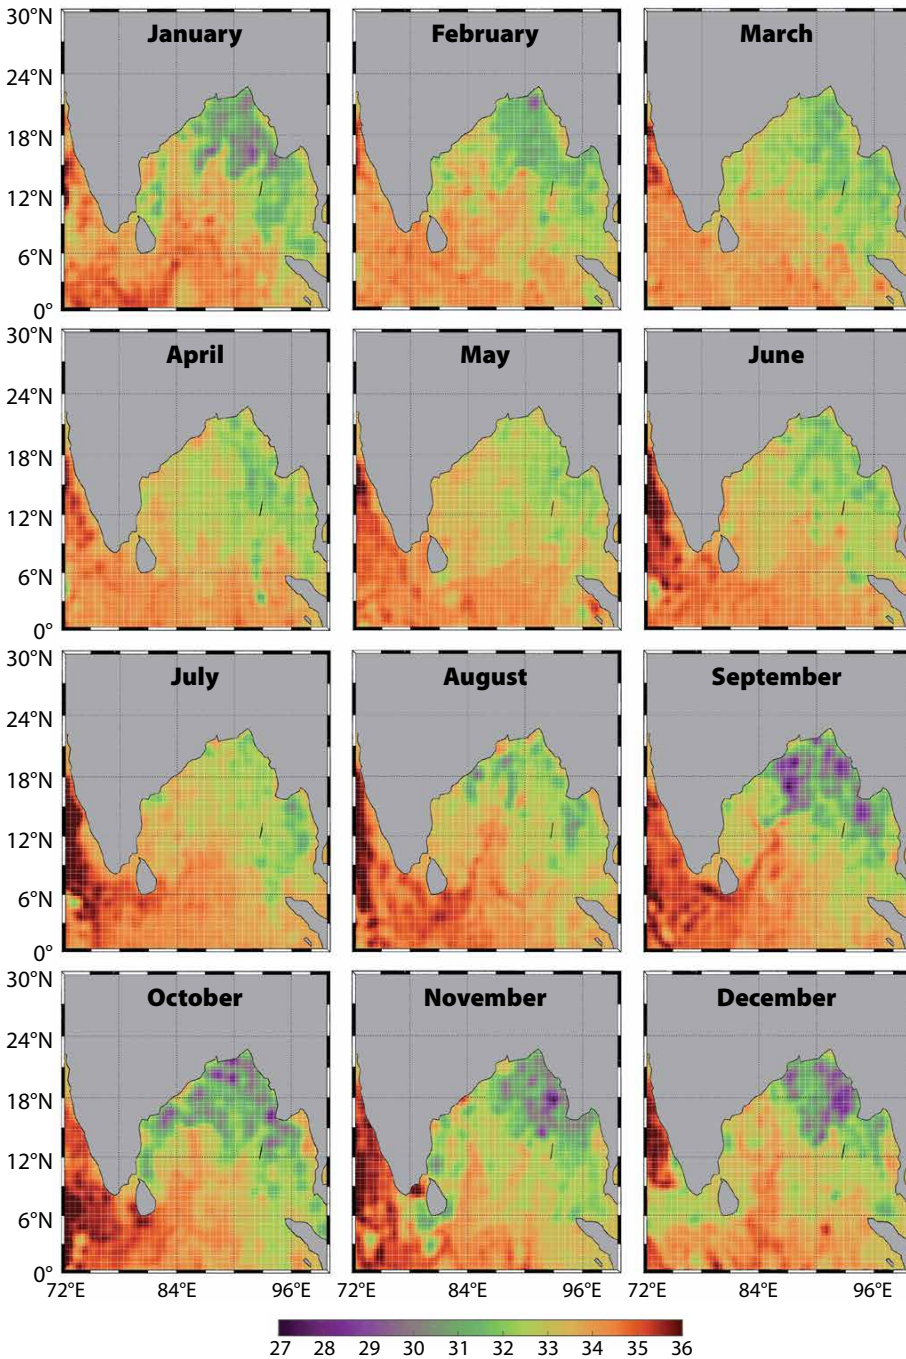 30°N
January
February
March
24°N
18°N
12°N
6°N
0°
30°N
April
May
June
24°N
18°N
12°N
6°N
0°
30°N
July
August
September
24°N
18°N
12°N
6°N
0°
30°N
October
November
December
24°N
18°N
12°N
6°N
0°
72°E 84°E 96°E 72°E 84°E 96°E 72°E 84°E 96°E
27 28 29 30 31 32 33 34 35 36